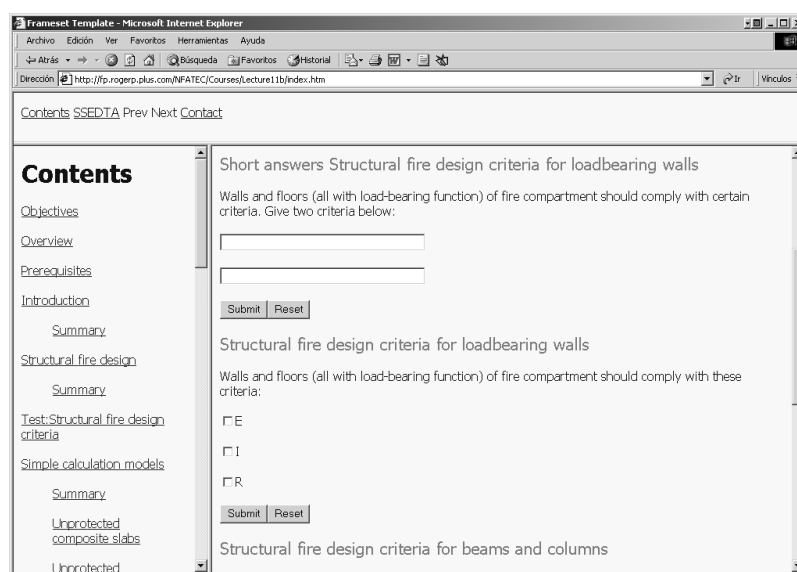 Frameset Template - Microsoft Internet Explorer
Archivo Edición Ver Favoritos Herramientas Ayuda
Atrás Búsqueda Favoritos Historial
Dirección http://fp.rogerp.plus.com/NFATEC/Courses/Lecture11b/index.htm Ir Vínculos
Contents SSEDTA Prev Next Contact
Contents
Objectives
Overview
Prerequisites
Introduction
Summary
Structural fire design
Summary
Test:Structural fire design
criteria
Simple calculation models
Summary
Unprotected
composite slabs
Unprotected
Short answers Structural fire design criteria for loadbearing walls
Walls and floors (all with load-bearing function) of fire compartment should comply with certain
criteria. Give two criteria below:
Submit Reset
Structural fire design criteria for loadbearing walls
Walls and floors (all with load-bearing function) of fire compartment should comply with these
criteria:
E
I
R
Submit Reset
Structural fire design criteria for beams and columns